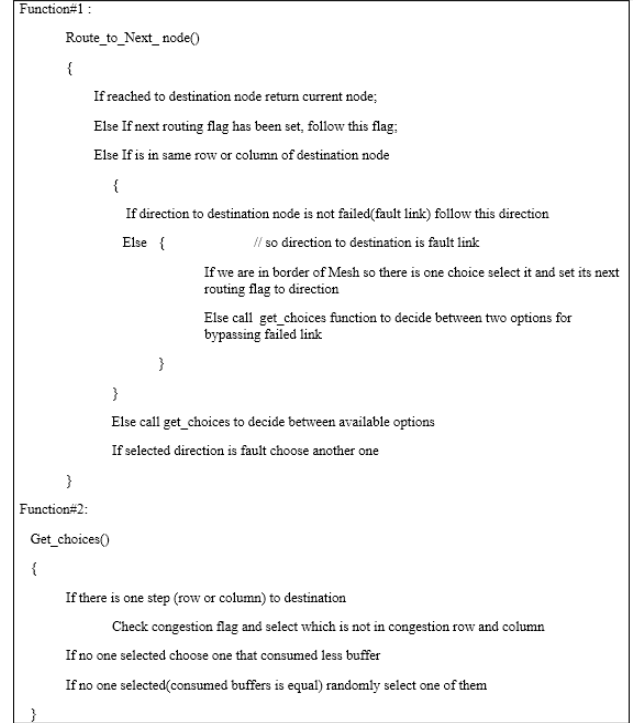 Function#1 :
Route_to_Next_ node()
{
If reached to destination node return current node;
Else If next routing flag has been set, follow this flag;
Else If is in same row or column of destination node
{
If direction to destination node is not failed(fault link) follow this direction
Else { // so direction to destination is fault link
If we are in border of Mesh so there is one choice select it and set its next
routing flag to direction
Else call get_choices function to decide between two options for
bypassing failed link
}
}
Else call get_choices to decide between available options
If selected direction is fault choose another one
}
Function#2:
Get_choices()
{
If there is one step (row or column) to destination
Check congestion flag and select which is not in congestion row and column
If no one selected choose one that consumed less buffer
If no one selected(consumed buffers is equal) randomly select one of them
}